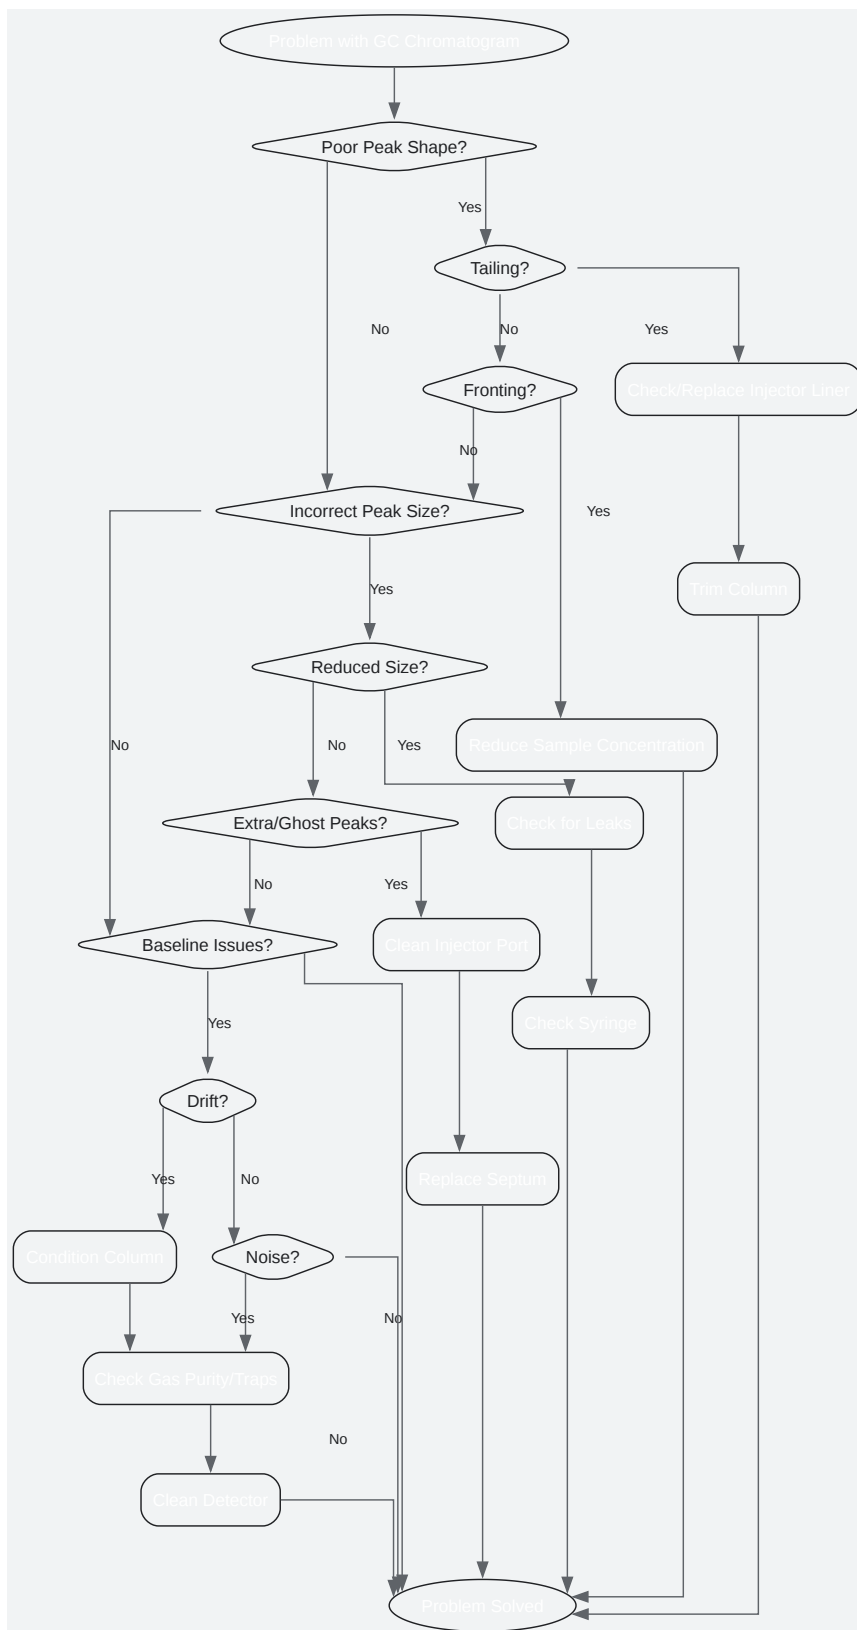 Problem with GC Chromatogram
Poor Peak Shape?
Yes
Tailing?
No
No
Yes
Fronting?
Check/Replace Injector Liner
No
Incorrect Peak Size?
Yes
Yes
Trim Column
Reduced Size?
No
No
Yes
Reduce Sample Concentration
Extra/Ghost Peaks?
Check for Leaks
No
Yes
Baseline Issues?
Clean Injector Port
Yes
Check Syringe
Drift?
Yes
No
Replace Septum
Condition Column
Noise?
Yes
No
Check Gas Purity/Traps
No
Clean Detector
Problem Solved